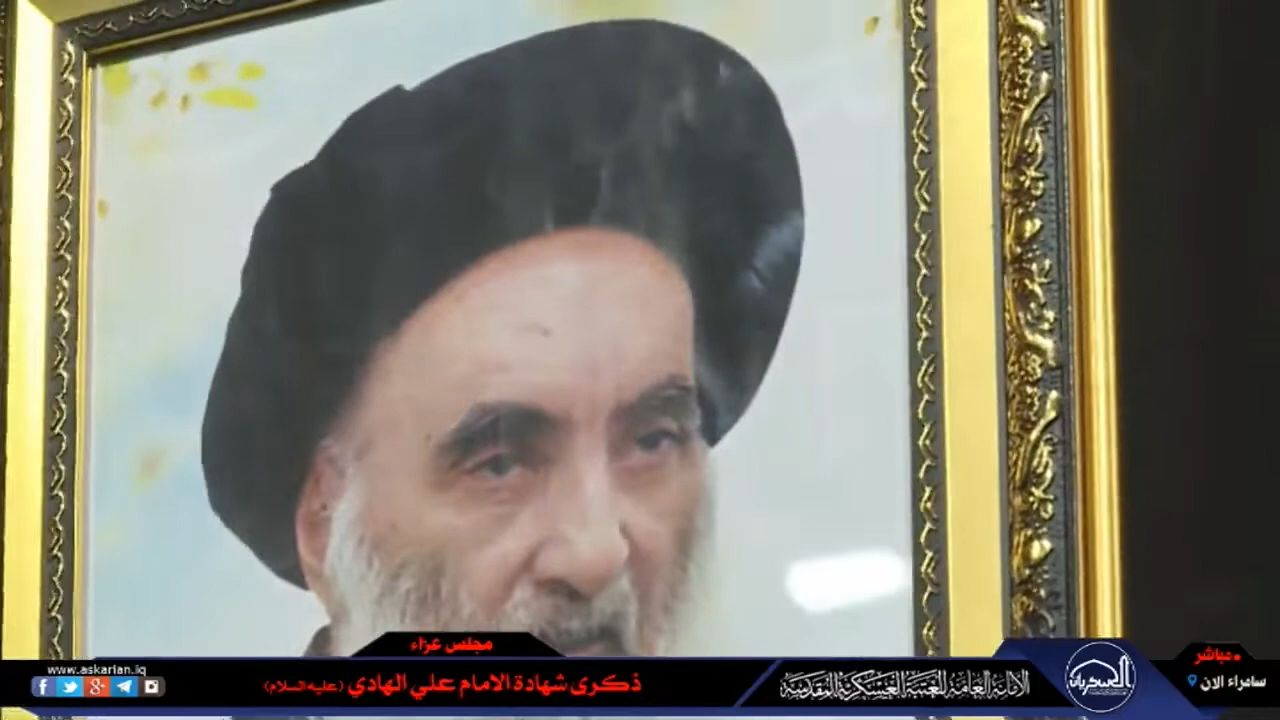 مجلس عزاء
ذكرى شهادة الامام علي الهادي (عليه السلام)
www.askarian.iq
الامانة العامة للعتبة العسكرية المقدسة
العسكريان
مباشر
سامراء الان